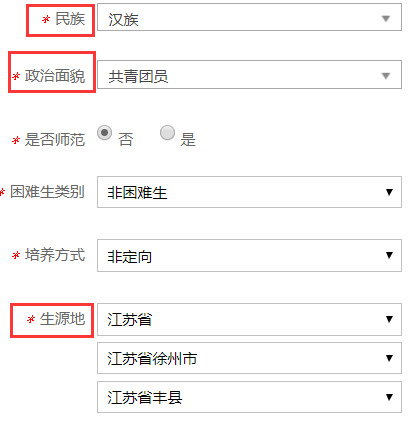 * 民族 汉族
* 政治面貌 共青团员
* 是否师范 否 是
* 困难生类别 非困难生
* 培养方式 非定向
* 生源地 江苏省
江苏省徐州市
江苏省丰县